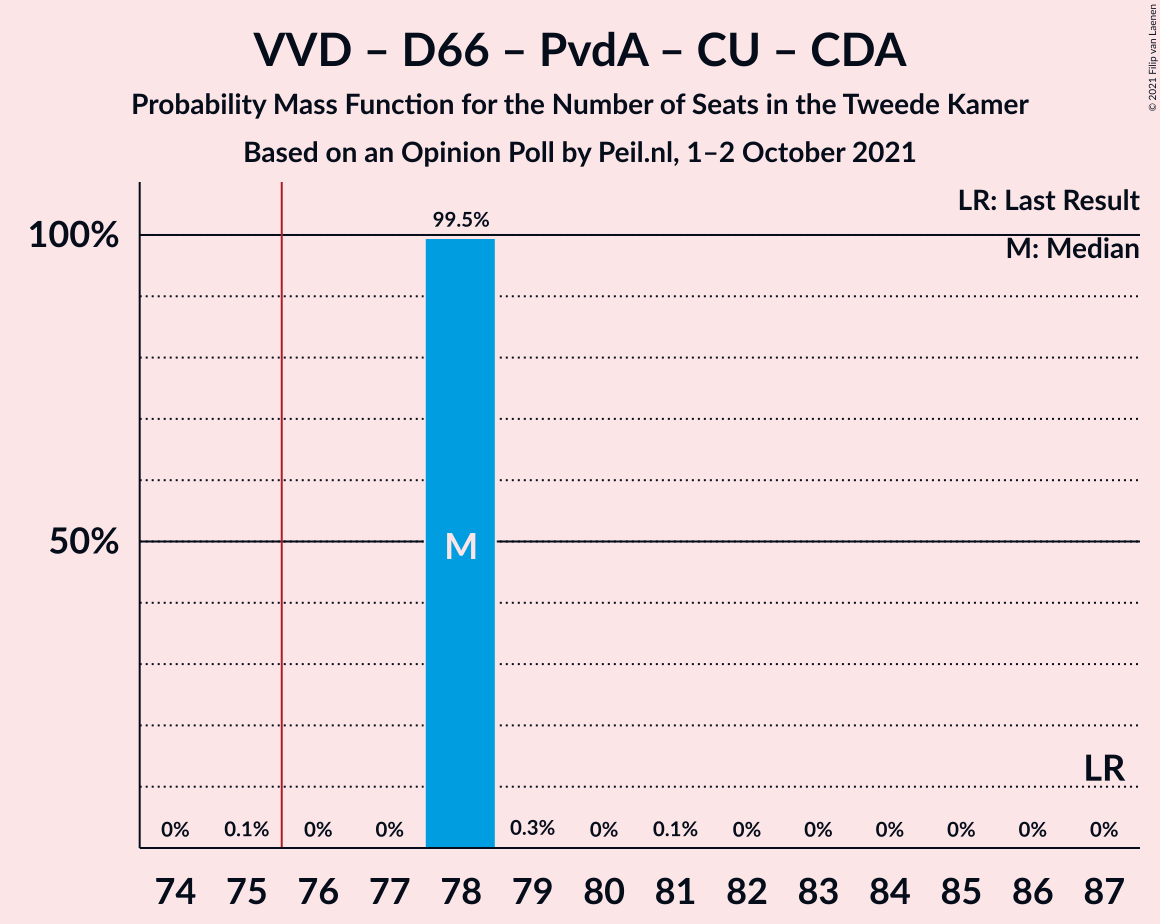 VVD – D66 – PvdA – CU – CDA
Probability Mass Function for the Number of Seats in the Tweede Kamer
Based on an Opinion Poll by Peil.nl, 1–2 October 2021
© 2021 Filip van Laenen
LR: Last Result
M: Median
99.5%
100%
50%
M
LR
0% 0.1% 0% 0% 0.3% 0% 0.1% 0% 0% 0% 0% 0% 0%
74 75 76 77 78 79 80 81 82 83 84 85 86 87